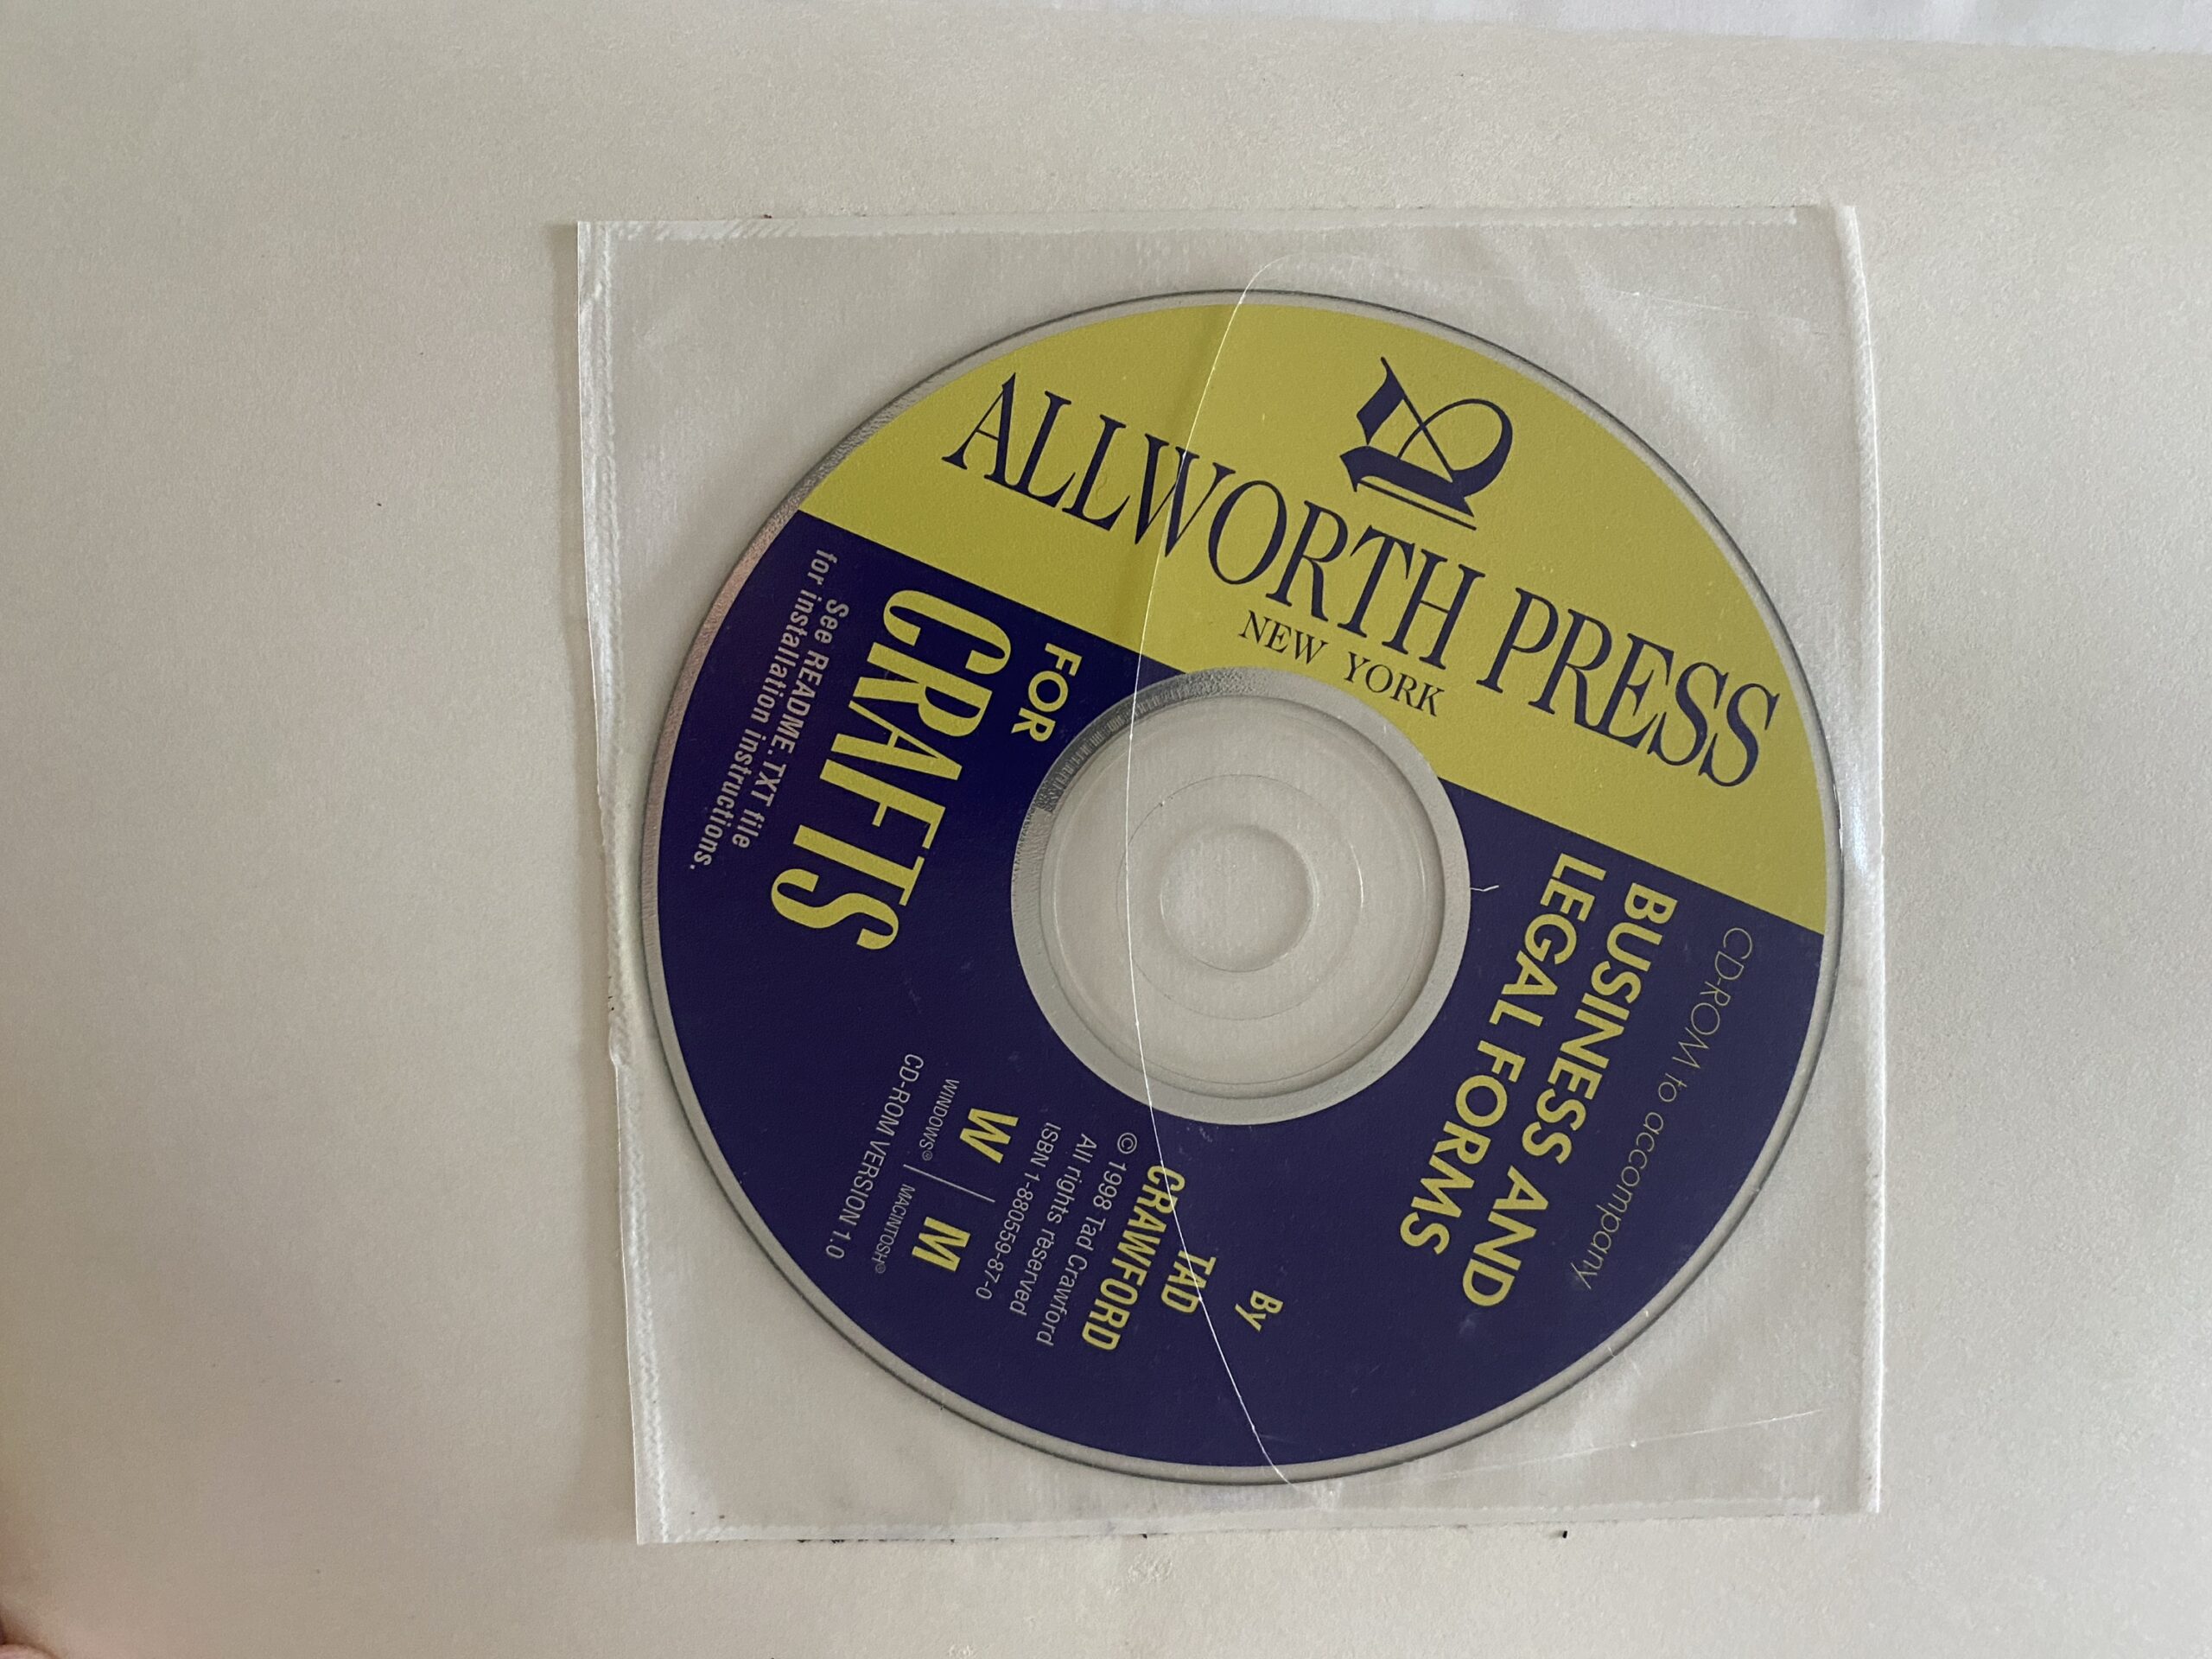 ALLWORTH PRESS
NEW YORK
CD-ROM to accompany
BUSINESS AND
LEGAL FORMS
FOR
CRAFTS
See README.TXT file
for installation instructions.
By
TAD
CRAWFORD
© 1998 Tad Crawford
All rights reserved
ISBN 1-880559-87-0
W M
WINDOWS® MACINTOSH®
CD-ROM VERSION 1.0